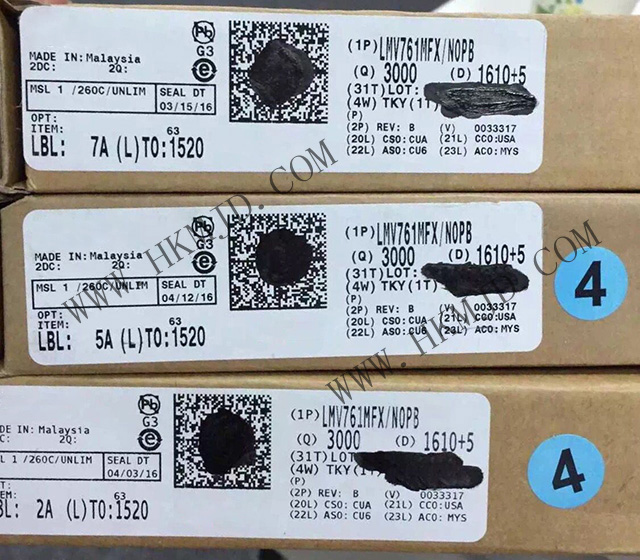 Pb
G3
e
MADE IN: Malaysia
2DC: 2Q:
MSL 1 /260C/UNLIM SEAL DT
03/15/16
OPT:
ITEM:
63
LBL: 7A (L)TO:1520
(1P)LMV761MFX/NOPB
(Q) 3000 (D) 1610+5
(31T)LOT:
(4W) TKY(1T)
(P)
(2P) REV: B (V) 0033317
(20L) CSO: CUA (21L) CCO:USA
(22L) ASO: CU6 (23L) ACO: MYS
Pb
G3
e
MADE IN: Malaysia
2DC: 2Q:
MSL 1 /260C/UNLIM SEAL DT
04/12/16
OPT:
ITEM:
63
LBL: 5A (L)TO:1520
(1P)LMV761MFX/NOPB
(Q) 3000 (D) 1610+5
(31T)LOT:
(4W) TKY(1T)
(P)
(2P) REV: B (V) 0033317
(20L) CSO: CUA (21L) CCO:USA
(22L) ASO: CU6 (23L) ACO: MYS
4
Pb
G3
e
DE IN: Malaysia
C: 2Q:
L 1 /260C/UNLIM SEAL DT
04/03/16
PT:
EM:
63
BL: 2A (L)TO:1520
(1P)LMV761MFX/NOPB
(Q) 3000 (D) 1610+5
(31T)LOT
(4W) TKY(1T
(P)
(2P) REV: B (V) 0033317
(20L) CSO: CUA (21L) CCO:USA
(22L) ASO: CU6 (23L) ACO: MYS
4
WWW.HKMJD.COM
WWW.HKMJD.COM